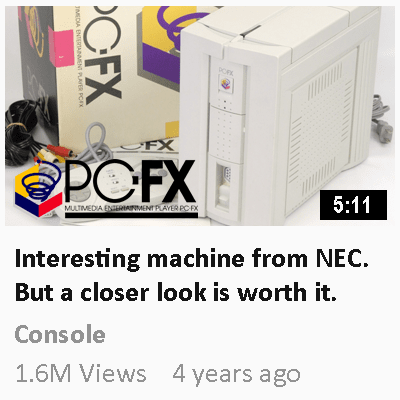 PC-FX
MULTIMEDIA ENTERTAINMENT PLAYER PC-FX
PC-FX
PC-FX
MULTIMEDIA ENTERTAINMENT PLAYER PC-FX
5:11
Interesting machine from NEC.
But a closer look is worth it.
Console
1.6M Views 4 years ago